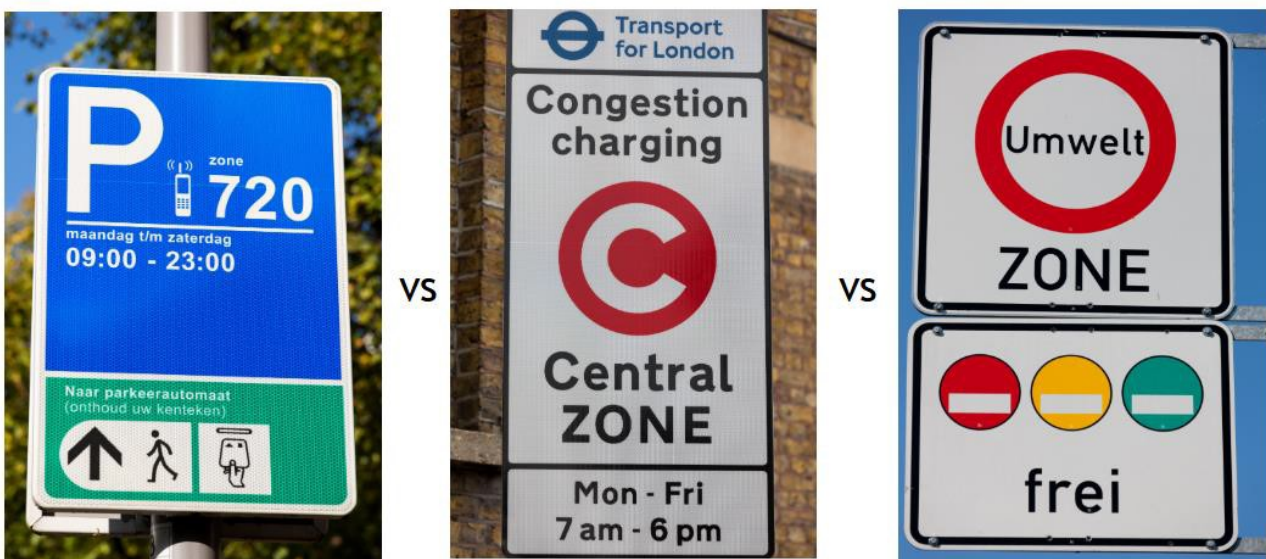 P
zone
720
maandag t/m zaterdag
09:00 - 23:00
Naar parkeerautomaat
(onthoud uw kenteken)
vs
Transport
for London
Congestion
charging
C
Central
ZONE
Mon - Fri
7 am - 6 pm
vs
Umwelt
ZONE
frei